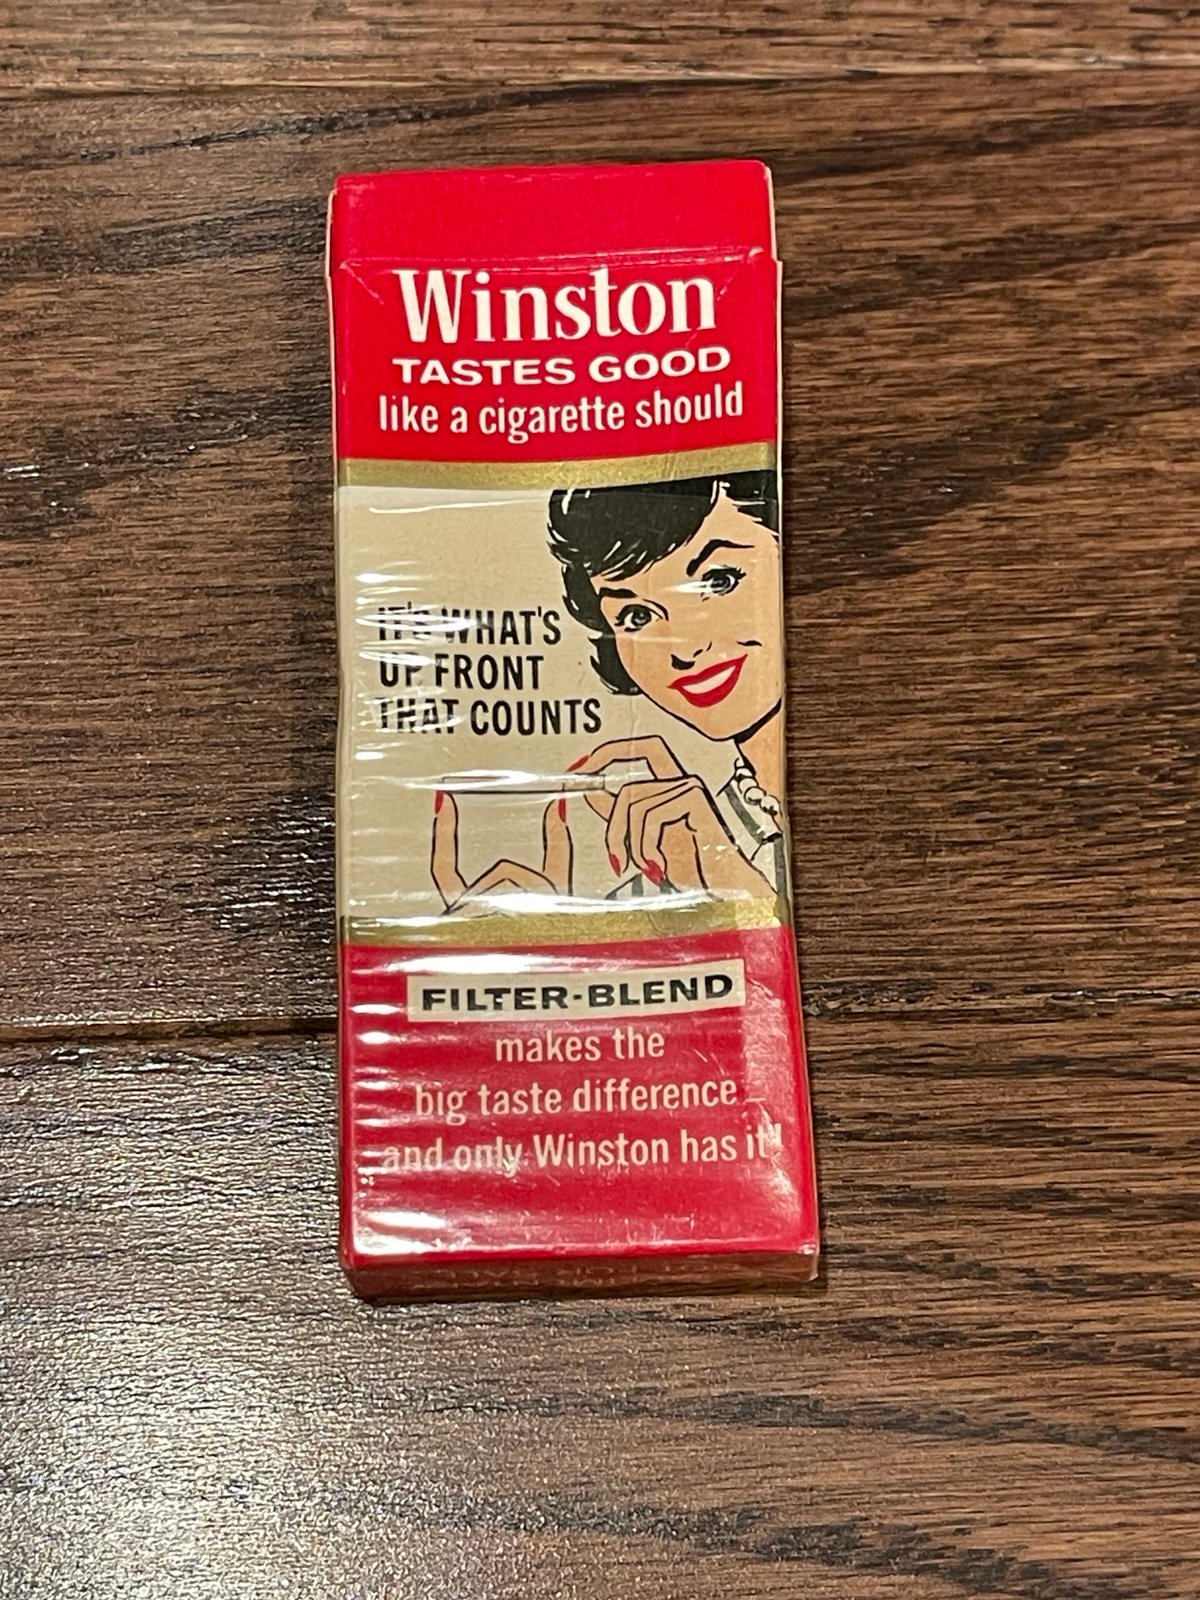 Winston
TASTES GOOD
like a cigarette should
IT'S WHAT'S
UP FRONT
THAT COUNTS
FILTER-BLEND
makes the
big taste difference—
and only Winston has it!